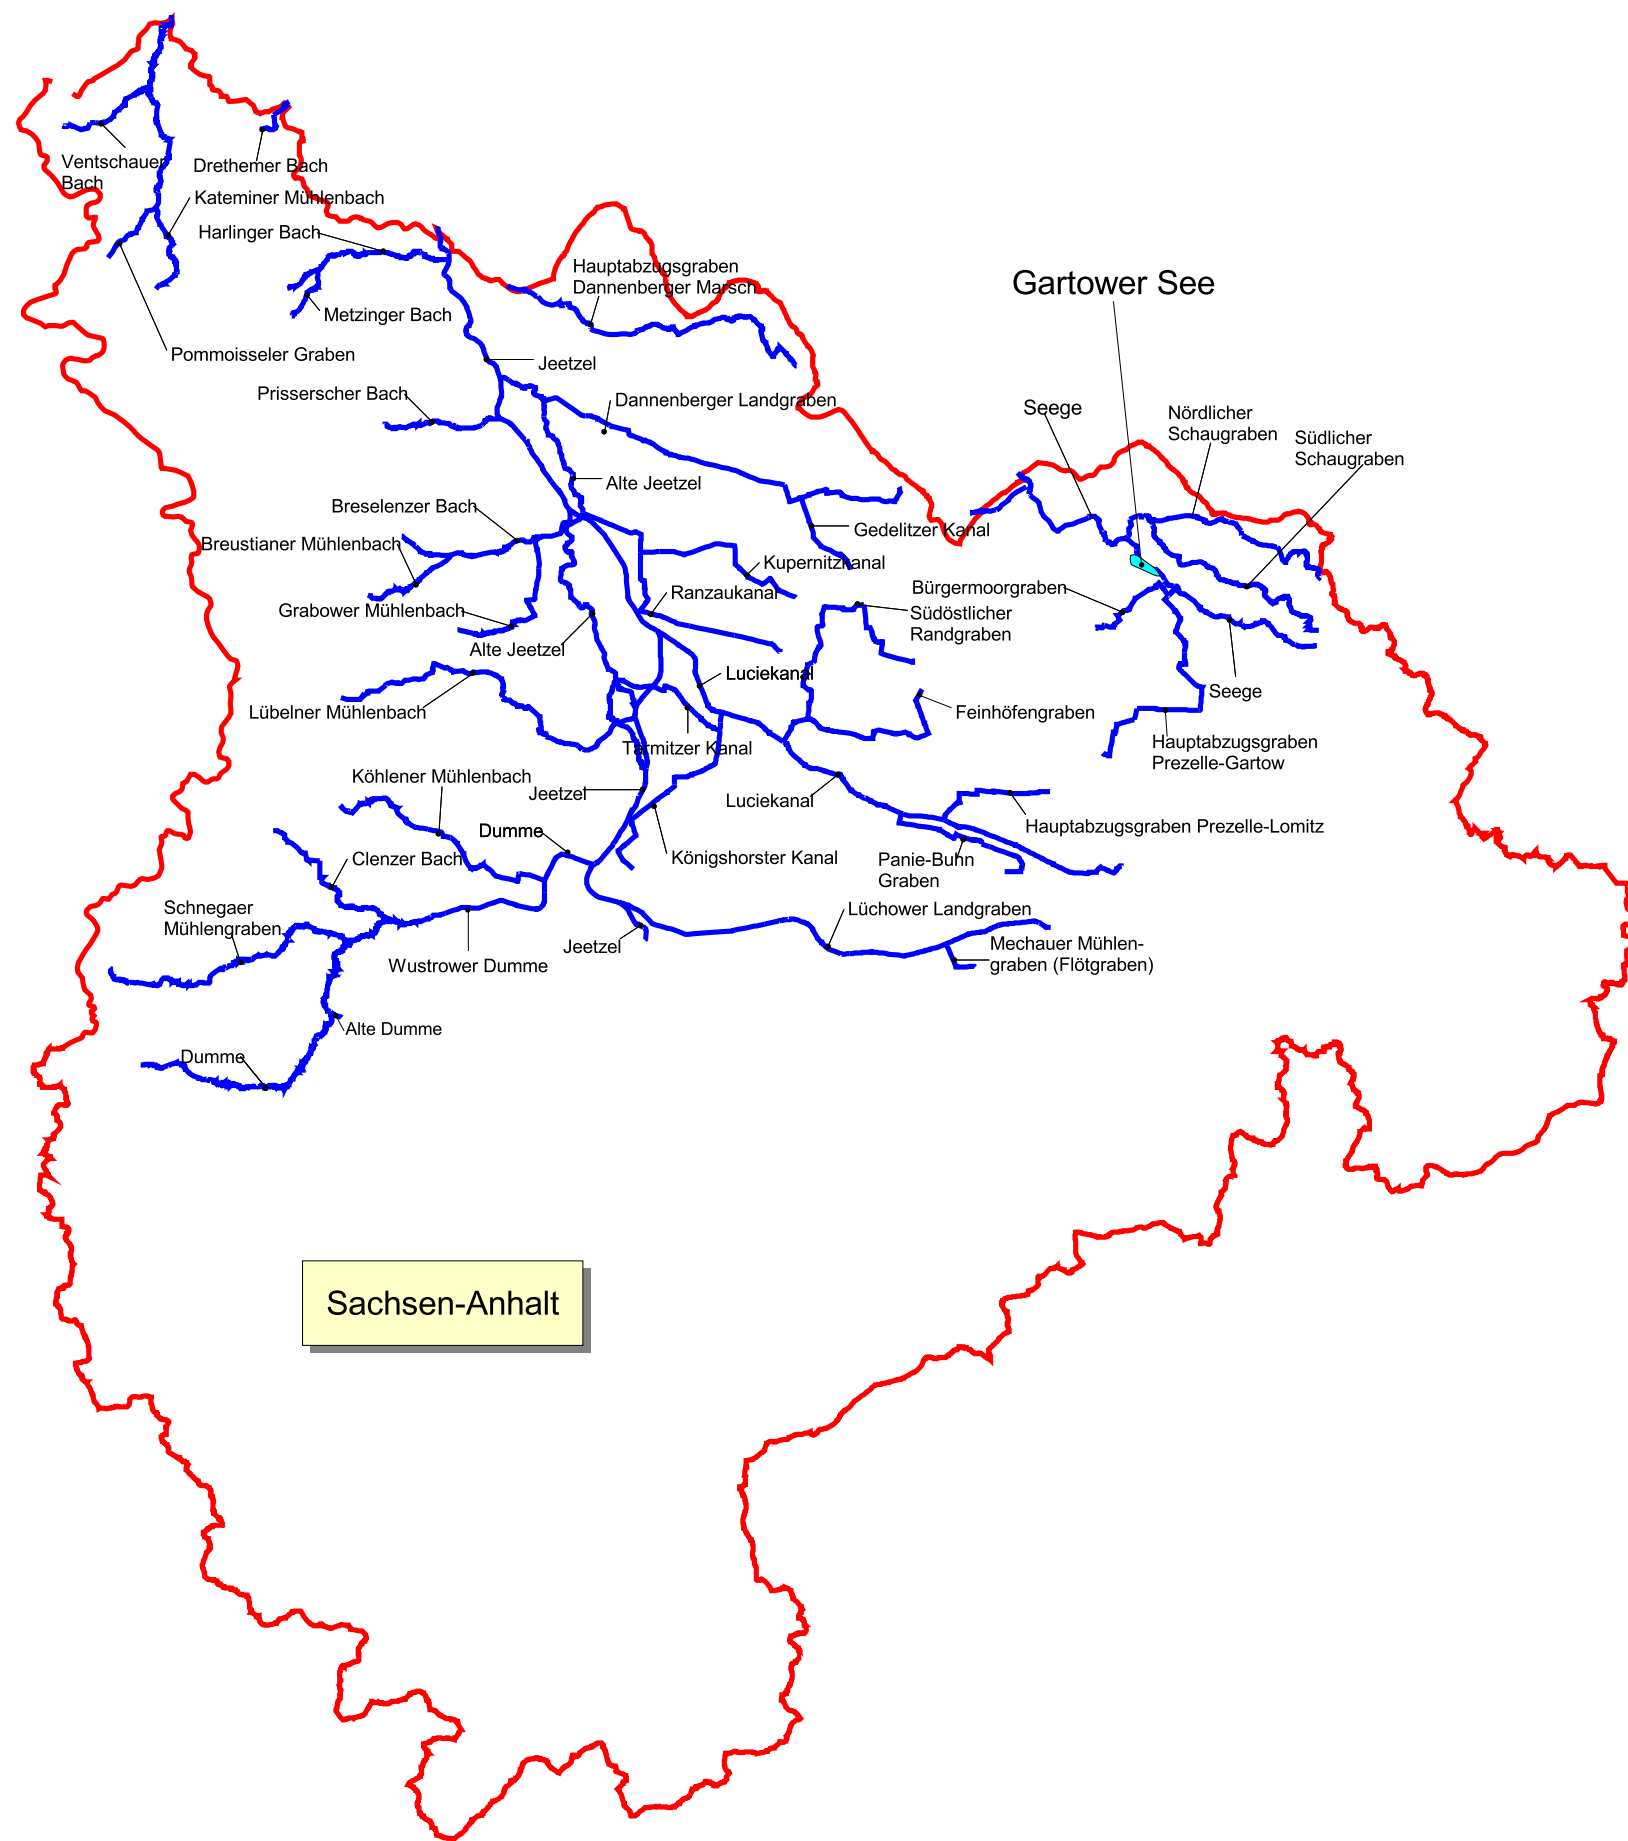 Ventschauer
Bach
Drethemer Bach
Kateminer Mühlenbach
Harlinger Bach
Hauptabzugsgraben
Dannenberger Marsch
Gartower See
Metzinger Bach
Pommoisseler Graben
Jeetzel
Prisserscher Bach
Dannenberger Landgraben
Seege
Nördlicher
Schaugraben
Südlicher
Schaugraben
Alte Jeetzel
Breselenzer Bach
Gedelitzer Kanal
Breustianer Mühlenbach
Kupernitzkanal
Ranzaukanal
Bürgermoorgraben
Grabower Mühlenbach
Südöstlicher
Randgraben
Alte Jeetzel
Luciekanal
Seege
Lübelner Mühlenbach
Feinhöfengraben
Tarmitzer Kanal
Hauptabzugsgraben
Prezelle-Gartow
Köhlener Mühlenbach
Jeetzel
Luciekanal
Hauptabzugsgraben Prezelle-Lomitz
Dumme
Clenzer Bach
Königshorster Kanal
Panie-Buhn
Graben
Schnegaer
Mühlengraben
Lüchower Landgraben
Jeetzel
Mechauer Mühlen-
graben (Flötgraben)
Wustrower Dumme
Alte Dumme
Dumme
Sachsen-Anhalt